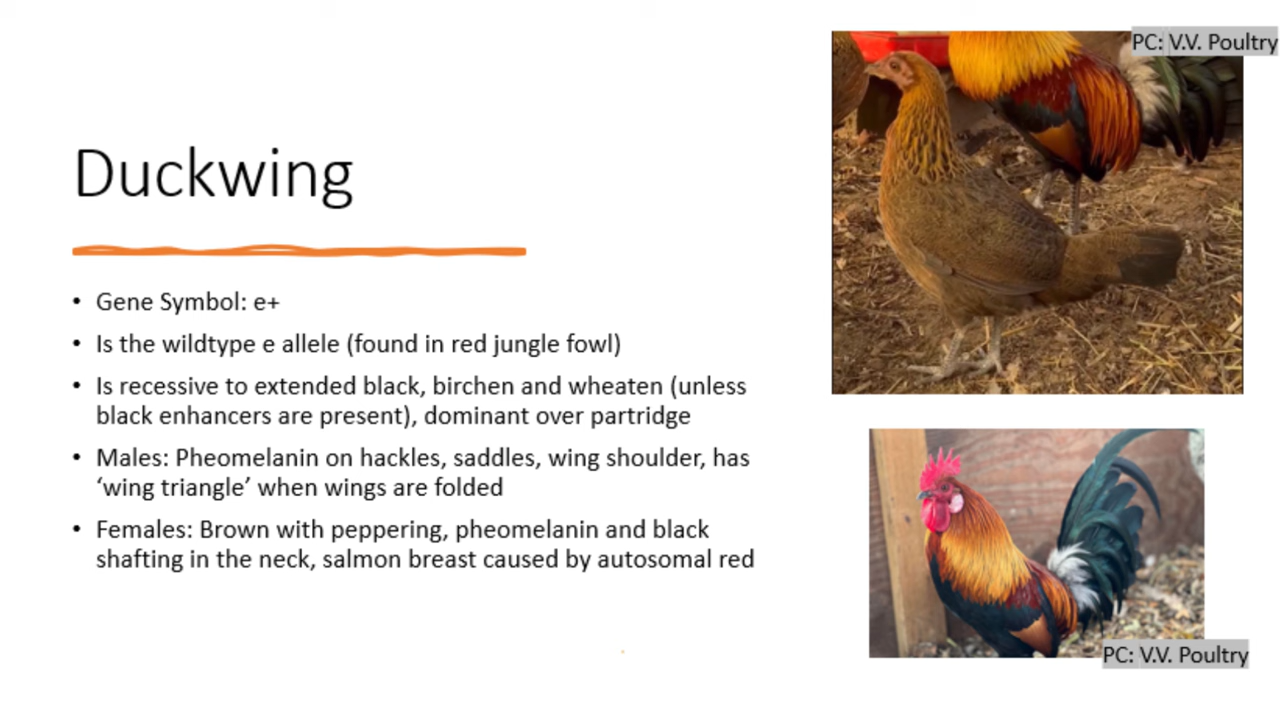 PC: V.V. Poultry
Duckwing
• Gene Symbol: e+
• Is the wildtype e allele (found in red jungle fowl)
• Is recessive to extended black, birchen and wheaten (unless
black enhancers are present), dominant over partridge
• Males: Pheomelanin on hackles, saddles, wing shoulder, has
‘wing triangle’ when wings are folded
• Females: Brown with peppering, pheomelanin and black
shafting in the neck, salmon breast caused by autosomal red
PC: V.V. Poultry